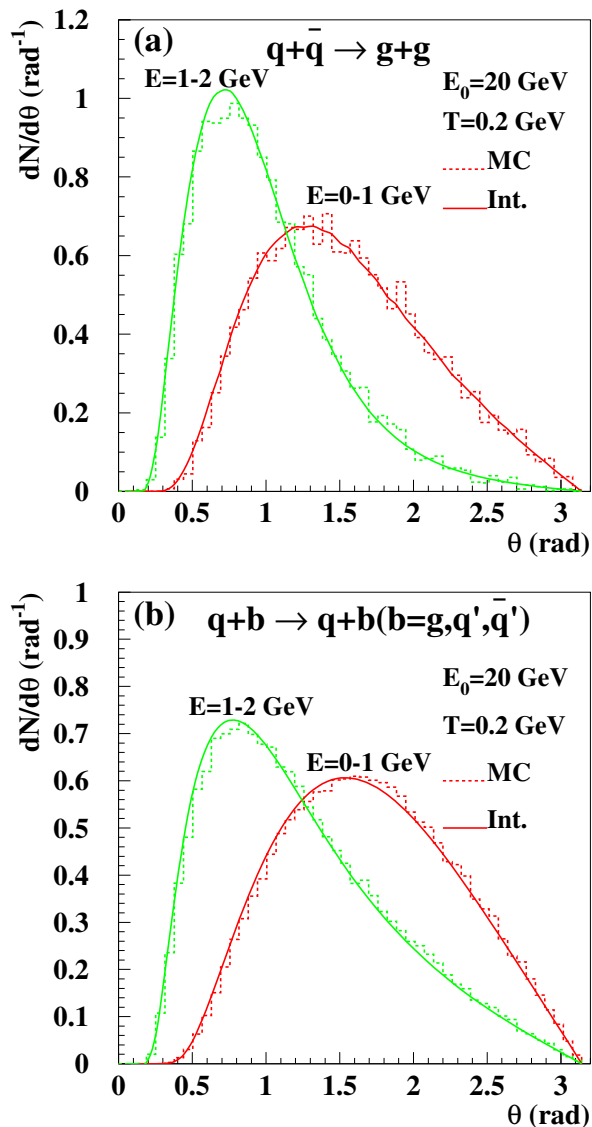 (a) q+q̄ → g+g
E=1-2 GeV
E₀=20 GeV
T=0.2 GeV
MC
E=0-1 GeV
Int.
dN/dθ (rad⁻¹)
1.2
1
0.8
0.6
0.4
0.2
0
0 0.5 1 1.5 2 2.5 3
θ (rad)
(b) q+b → q+b(b=g,q',q̄')
E₀=20 GeV
E=1-2 GeV
T=0.2 GeV
E=0-1 GeV
MC
Int.
dN/dθ (rad⁻¹)
1
0.9
0.8
0.7
0.6
0.5
0.4
0.3
0.2
0.1
0
0 0.5 1 1.5 2 2.5 3
θ (rad)